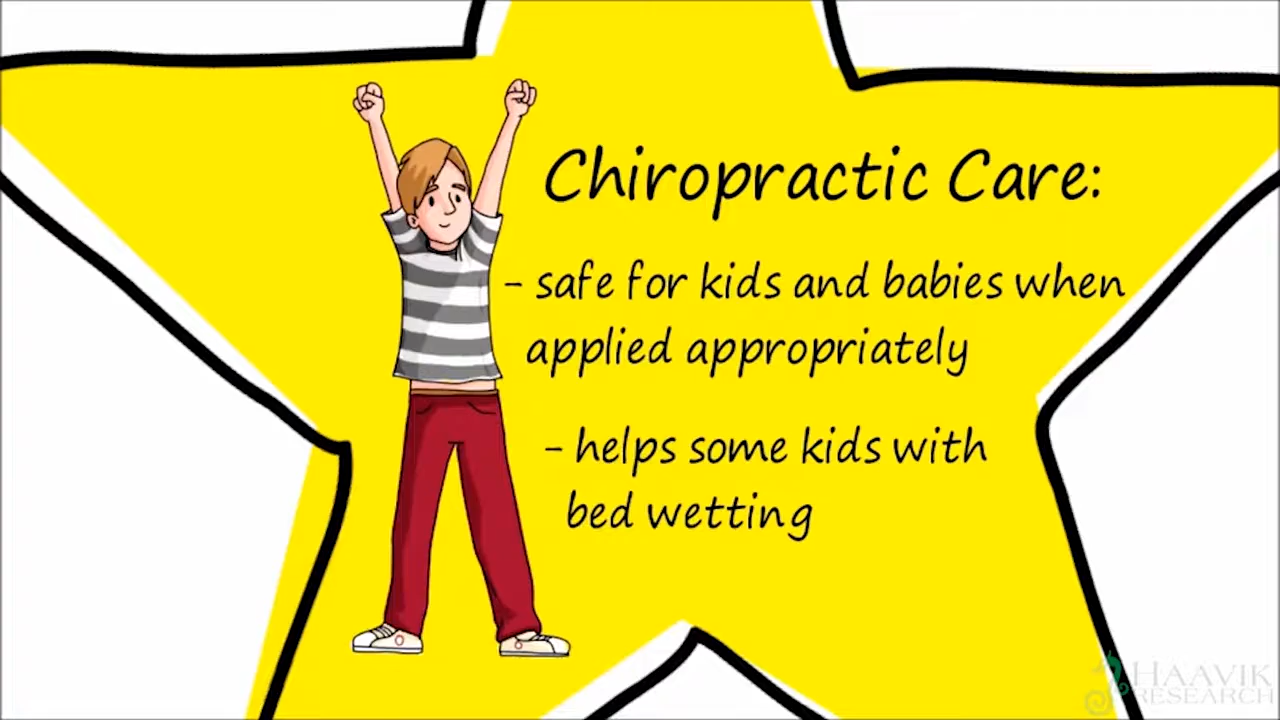 Chiropractic Care:
- safe for kids and babies when
applied appropriately
- helps some kids with
bed wetting
HAAVIK
RESEARCH